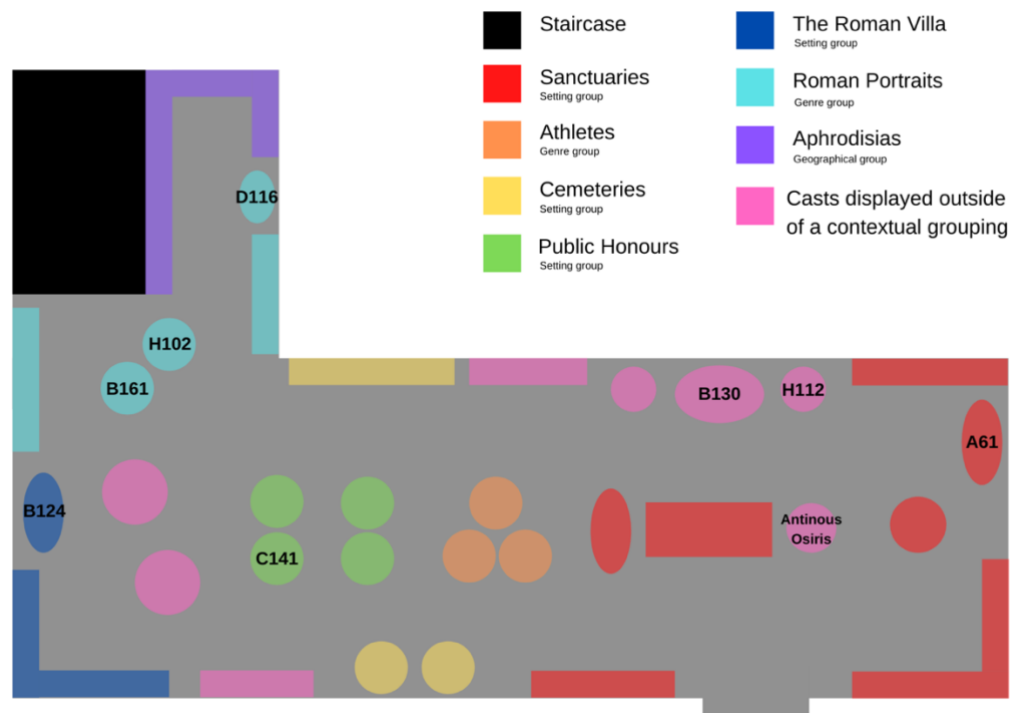 Staircase
Sanctuaries
Setting group
Athletes
Genre group
Cemeteries
Setting group
Public Honours
Setting group
The Roman Villa
Setting group
Roman Portraits
Genre group
Aphrodisias
Geographical group
Casts displayed outside
of a contextual grouping
D116
H102
B161
B130
H112
A61
B124
C141
Antinous
Osiris